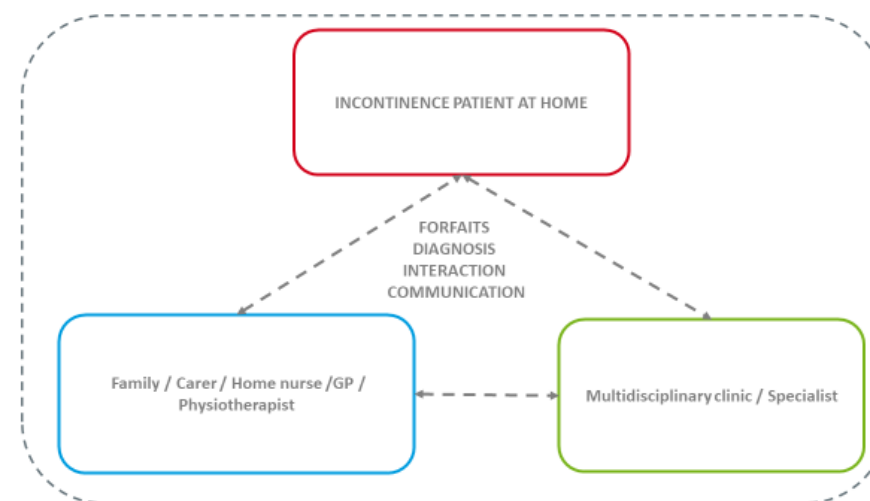 INCONTINENCE PATIENT AT HOME
FORFAITS
DIAGNOSIS
INTERACTION
COMMUNICATION
Family / Carer / Home nurse /GP /
Physiotherapist
Multidisciplinary clinic / Specialist